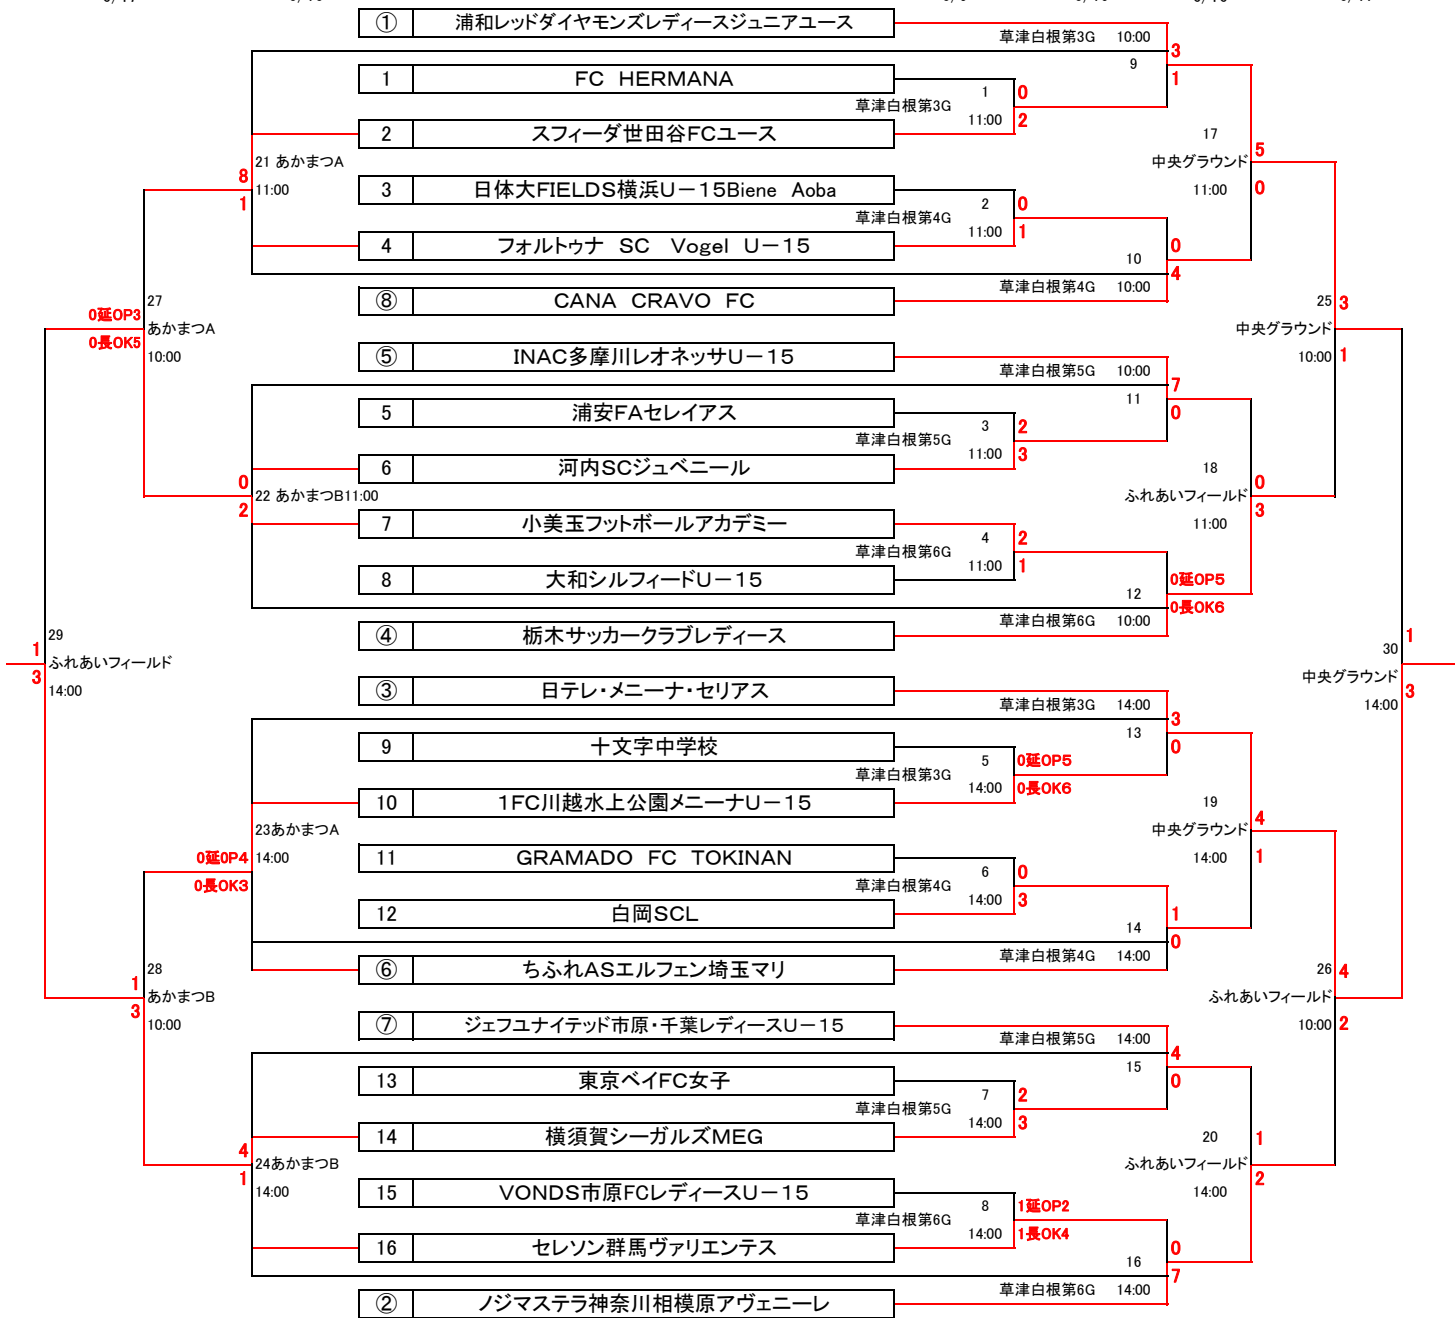 ① 浦和レッドダイヤモンズレディースジュニアユース
草津白根第3G 10:00
3
9
1
1 FC HERMANA
1 0
草津白根第3G
11:00 2
2 スフィーダ世田谷FCユース
17
5
中央グラウンド
11:00 0
21 あかまつA
8
11:00
1
3 日体大FIELDS横浜U-15Biene Aoba
2 0
草津白根第4G
11:00 1
4 フォルトゥナ SC Vogel U-15
0
10
4
草津白根第4G 10:00
⑧ CANA CRAVO FC
27
0延0P3
あかまつA
0長0K5
10:00
25 3
中央グラウンド
10:00 1
⑤ INAC多摩川レオネッサU-15
草津白根第5G 10:00
7
11
0
5 浦安FAセレイアス
3 2
草津白根第5G
11:00 3
6 河内SCジュベニール
18
0
ふれあいフィールド
11:00 3
0
22 あかまつB11:00
2
7 小美玉フットボールアカデミー
4 2
草津白根第6G
11:00 1
8 大和シルフィードU-15
0延0P5
12
0長0K6
草津白根第6G 10:00
④ 栃木サッカークラブレディース
29
1
ふれあいフィールド
3
14:00
1
30
中央グラウンド
3
14:00
③ 日テレ・メニーナ・セリアス
草津白根第3G 14:00
3
13
0
9 十文字中学校
5 0延0P5
草津白根第3G
14:00 0長0K6
10 1FC川越水上公園メニーナU-15
19
4
中央グラウンド
14:00 1
23あかまつA
0延0P4
14:00
0長0K3
11 GRAMADO FC TOKINAN
6 0
草津白根第4G
14:00 3
12 白岡SCL
1
14
0
草津白根第4G 14:00
⑥ ちふれASエルフェン埼玉マリ
28
1
あかまつB
3
10:00
26 4
ふれあいフィールド
10:00 2
⑦ ジェフユナイテッド市原・千葉レディースU-15
草津白根第5G 14:00
4
15
0
13 東京ベイFC女子
7 2
草津白根第5G
14:00 3
14 横須賀シーガルズMEG
20
1
ふれあいフィールド
14:00 2
4
24あかまつB
1
14:00
15 VONDS市原FCレディースU-15
8 1延0P2
草津白根第6G
14:00 1長0K4
16 セレソン群馬ヴァリエンテス
0
16
7
草津白根第6G 14:00
② ノジマステラ神奈川相模原アヴェニーレ